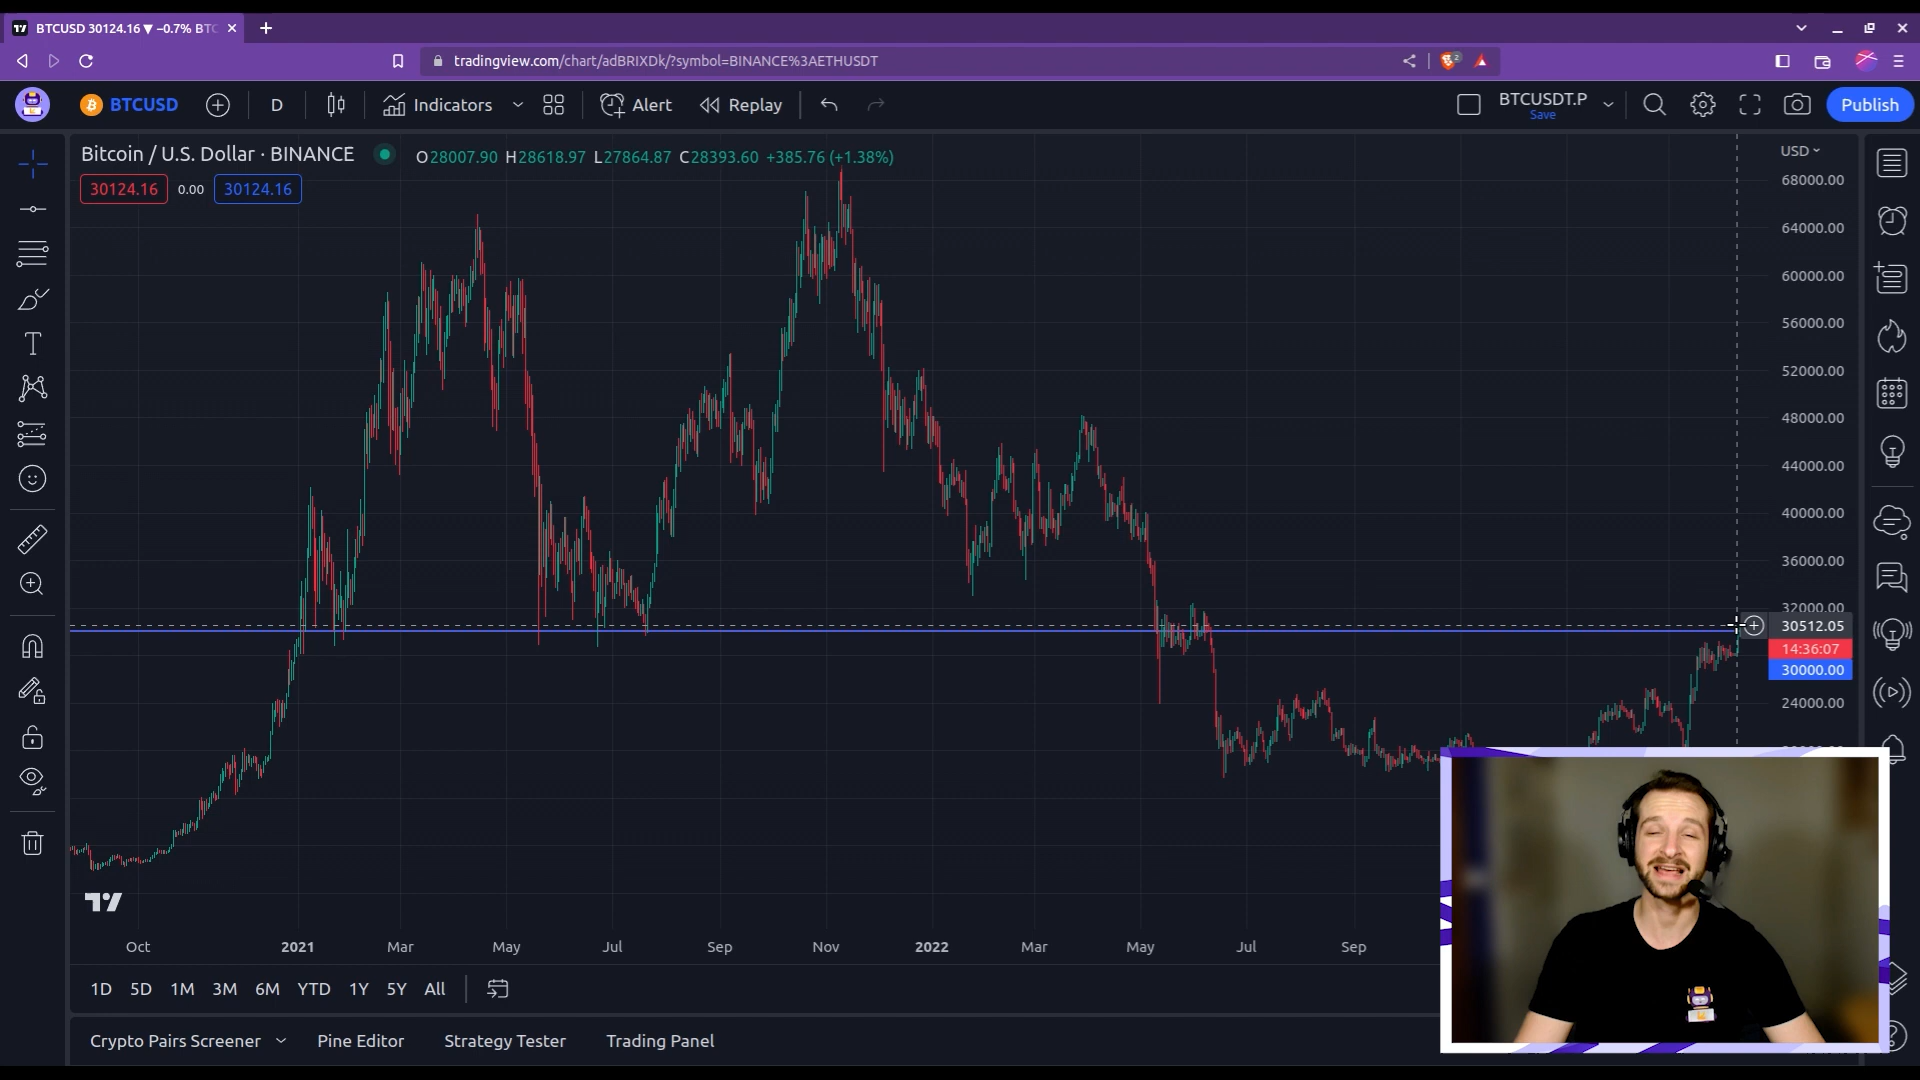 BTCUSD 30124.16 ▼ −0.7% BTC
tradingview.com/chart/adBRIXDk/?symbol=BINANCE%3AETHUSDT
2
BTCUSD
D
Indicators
Alert
Replay
BTCUSDT.P
Save
Publish
Bitcoin / U.S. Dollar · BINANCE
O28007.90 H28618.97 L27864.87 C28393.60 +385.76 (+1.38%)
30124.16 0.00 30124.16
USD
68000.00
64000.00
60000.00
56000.00
52000.00
48000.00
44000.00
40000.00
36000.00
32000.00
30512.05
14:36:07
30000.00
24000.00
Oct 2021 Mar May Jul Sep Nov 2022 Mar May Jul Sep
1D 5D 1M 3M 6M YTD 1Y 5Y All
Crypto Pairs Screener Pine Editor Strategy Tester Trading Panel